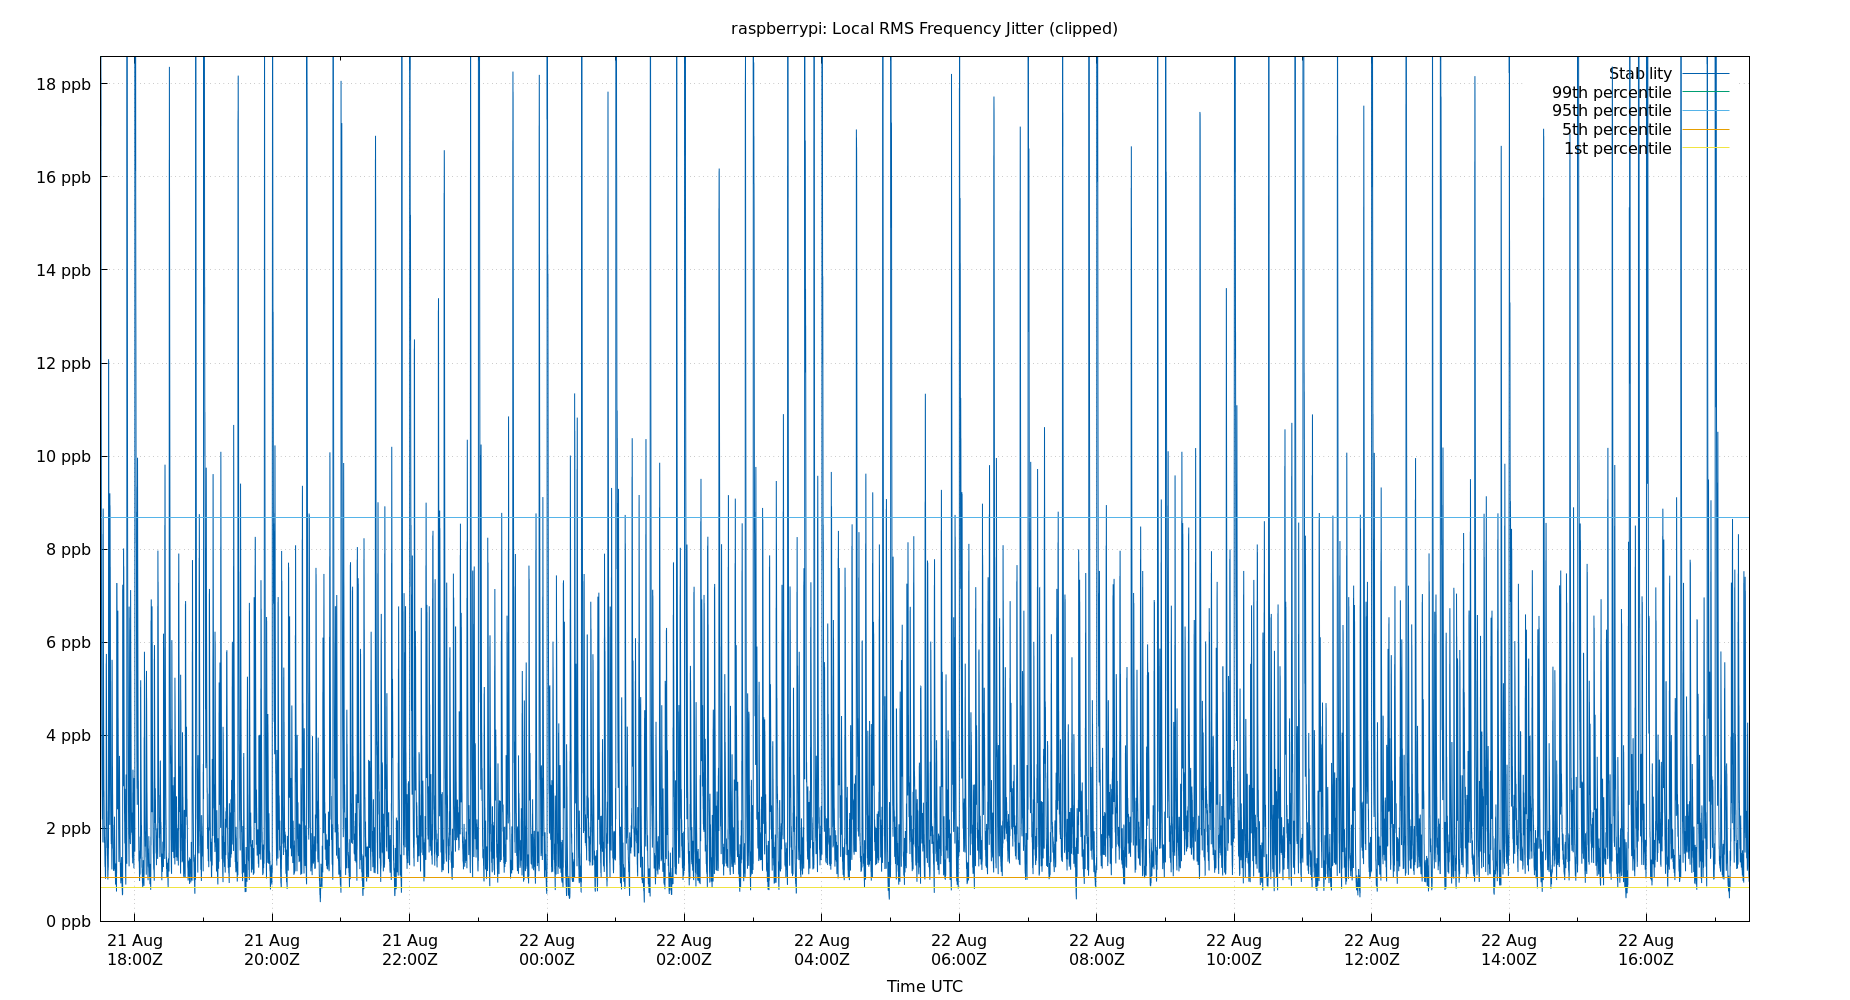 raspberrypi: Local RMS Frequency Jitter (clipped)
18 ppb
16 ppb
14 ppb
12 ppb
10 ppb
8 ppb
6 ppb
4 ppb
2 ppb
0 ppb
Stability
99th percentile
95th percentile
5th percentile
1st percentile
21 Aug 21 Aug 21 Aug 22 Aug 22 Aug 22 Aug 22 Aug 22 Aug 22 Aug 22 Aug 22 Aug 22 Aug
18:00Z 20:00Z 22:00Z 00:00Z 02:00Z 04:00Z 06:00Z 08:00Z 10:00Z 12:00Z 14:00Z 16:00Z
Time UTC